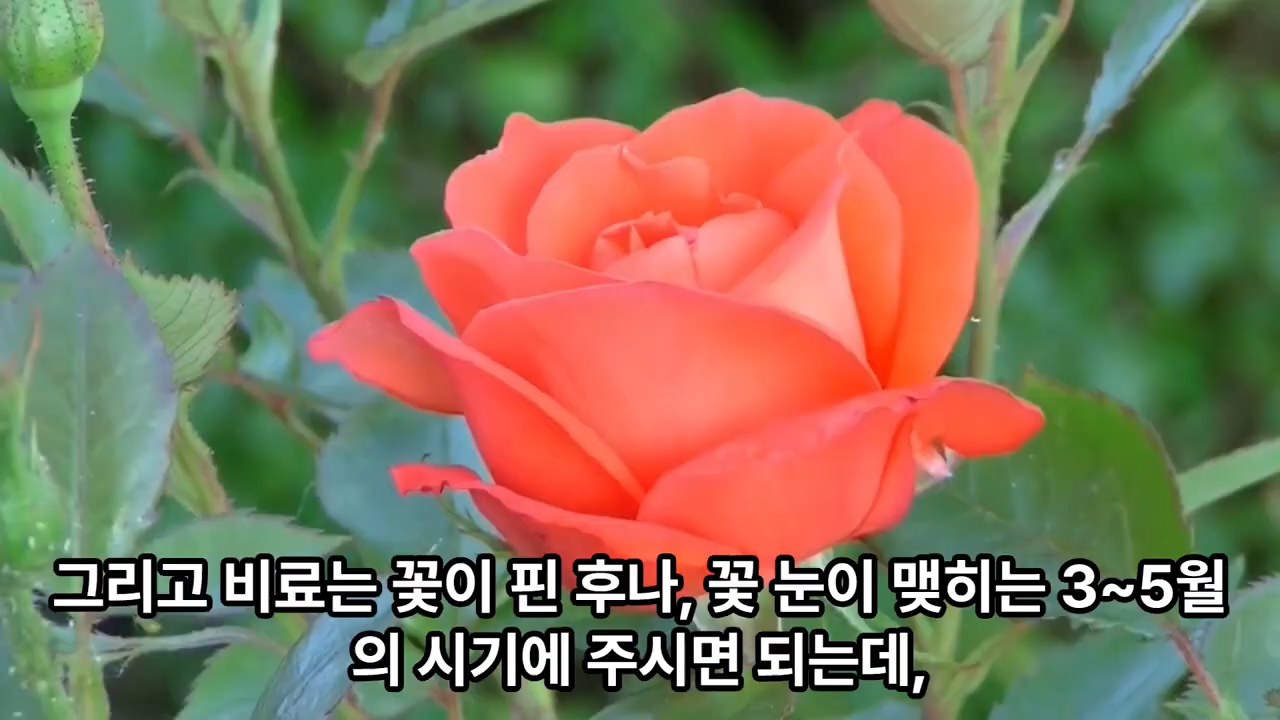 그리고 비료는 꽃이 핀 후나, 꽃 눈이 맺히는 3~5월
의 시기에 주시면 되는데,